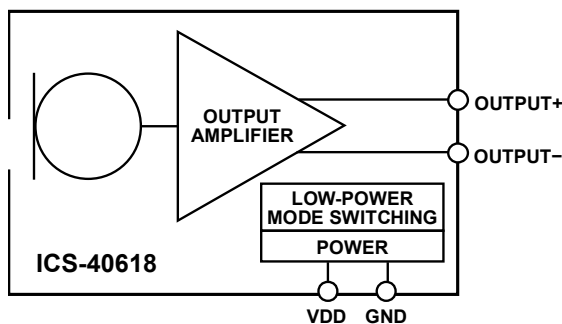 OUTPUT
AMPLIFIER
OUTPUT+
OUTPUT−
LOW-POWER
MODE SWITCHING
POWER
ICS-40618
VDD GND